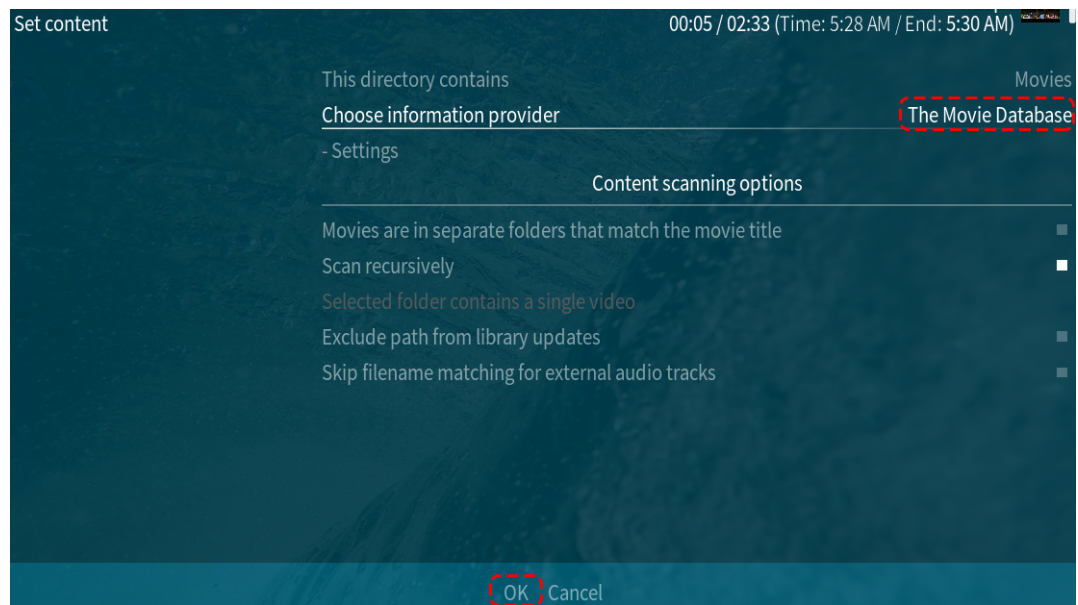 Set content
00:05 / 02:33 (Time: 5:28 AM / End: 5:30 AM)
This directory contains Movies
Choose information provider The Movie Database
- Settings
Content scanning options
Movies are in separate folders that match the movie title
Scan recursively
Selected folder contains a single video
Exclude path from library updates
Skip filename matching for external audio tracks
OK Cancel